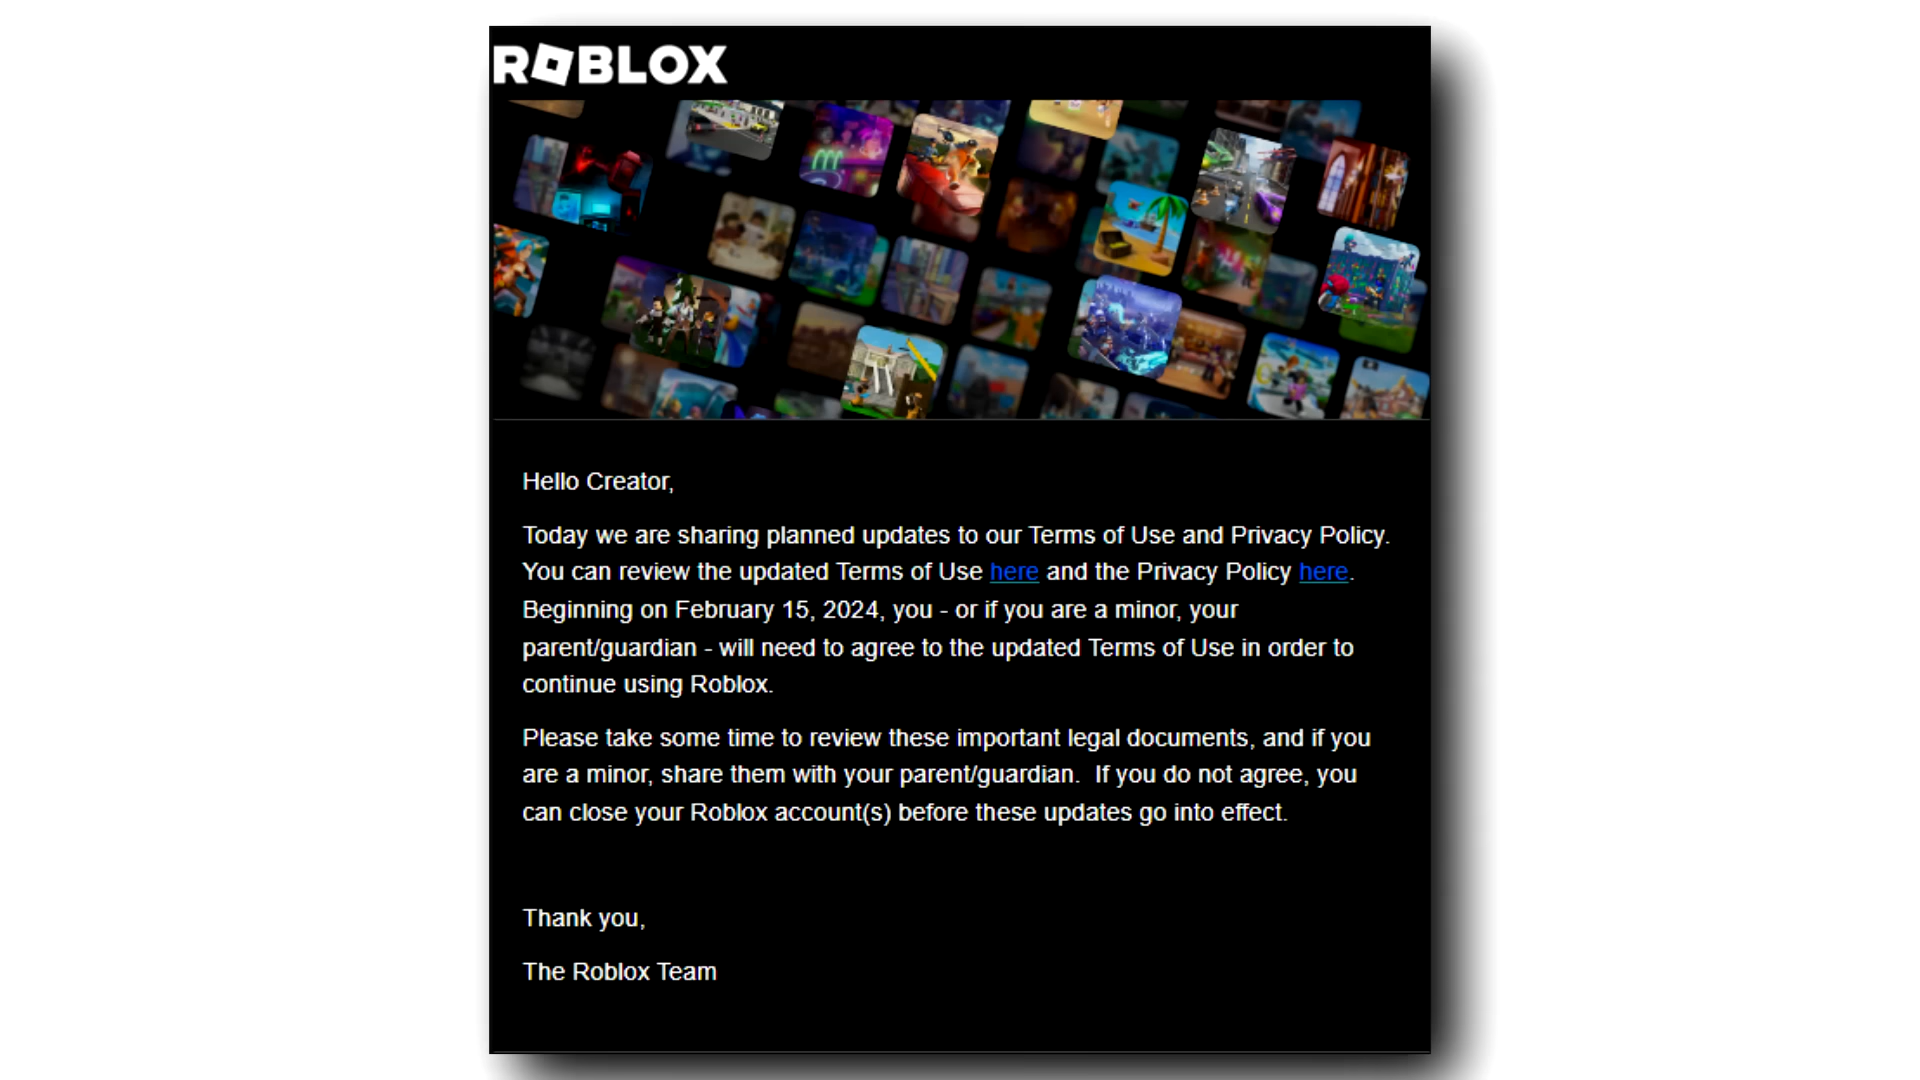 ROBLOX
Hello Creator,
Today we are sharing planned updates to our Terms of Use and Privacy Policy.
You can review the updated Terms of Use here and the Privacy Policy here.
Beginning on February 15, 2024, you - or if you are a minor, your
parent/guardian - will need to agree to the updated Terms of Use in order to
continue using Roblox.
Please take some time to review these important legal documents, and if you
are a minor, share them with your parent/guardian.  If you do not agree, you
can close your Roblox account(s) before these updates go into effect.
Thank you,
The Roblox Team